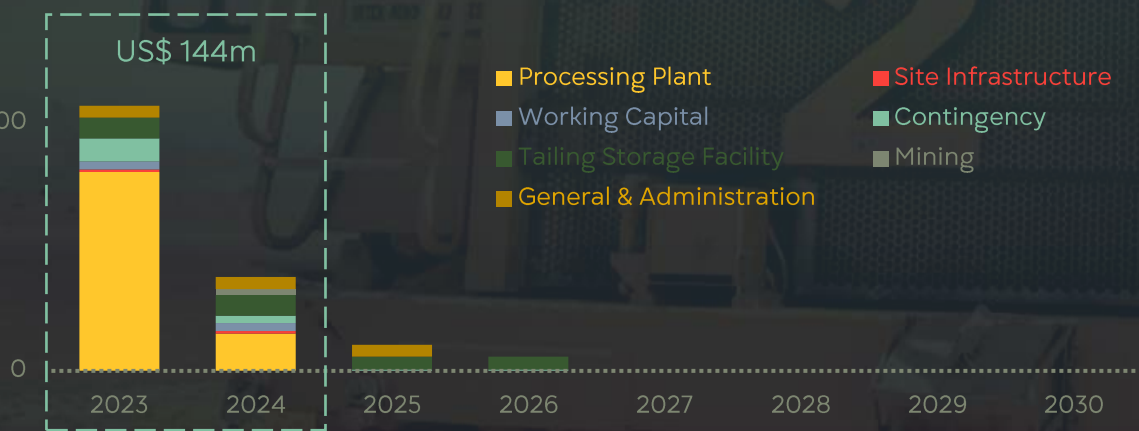 US$ 144m
Processing Plant
Site Infrastructure
Working Capital
Contingency
Tailing Storage Facility
Mining
General & Administration
00
0
2023 2024 2025 2026 2027 2028 2029 2030